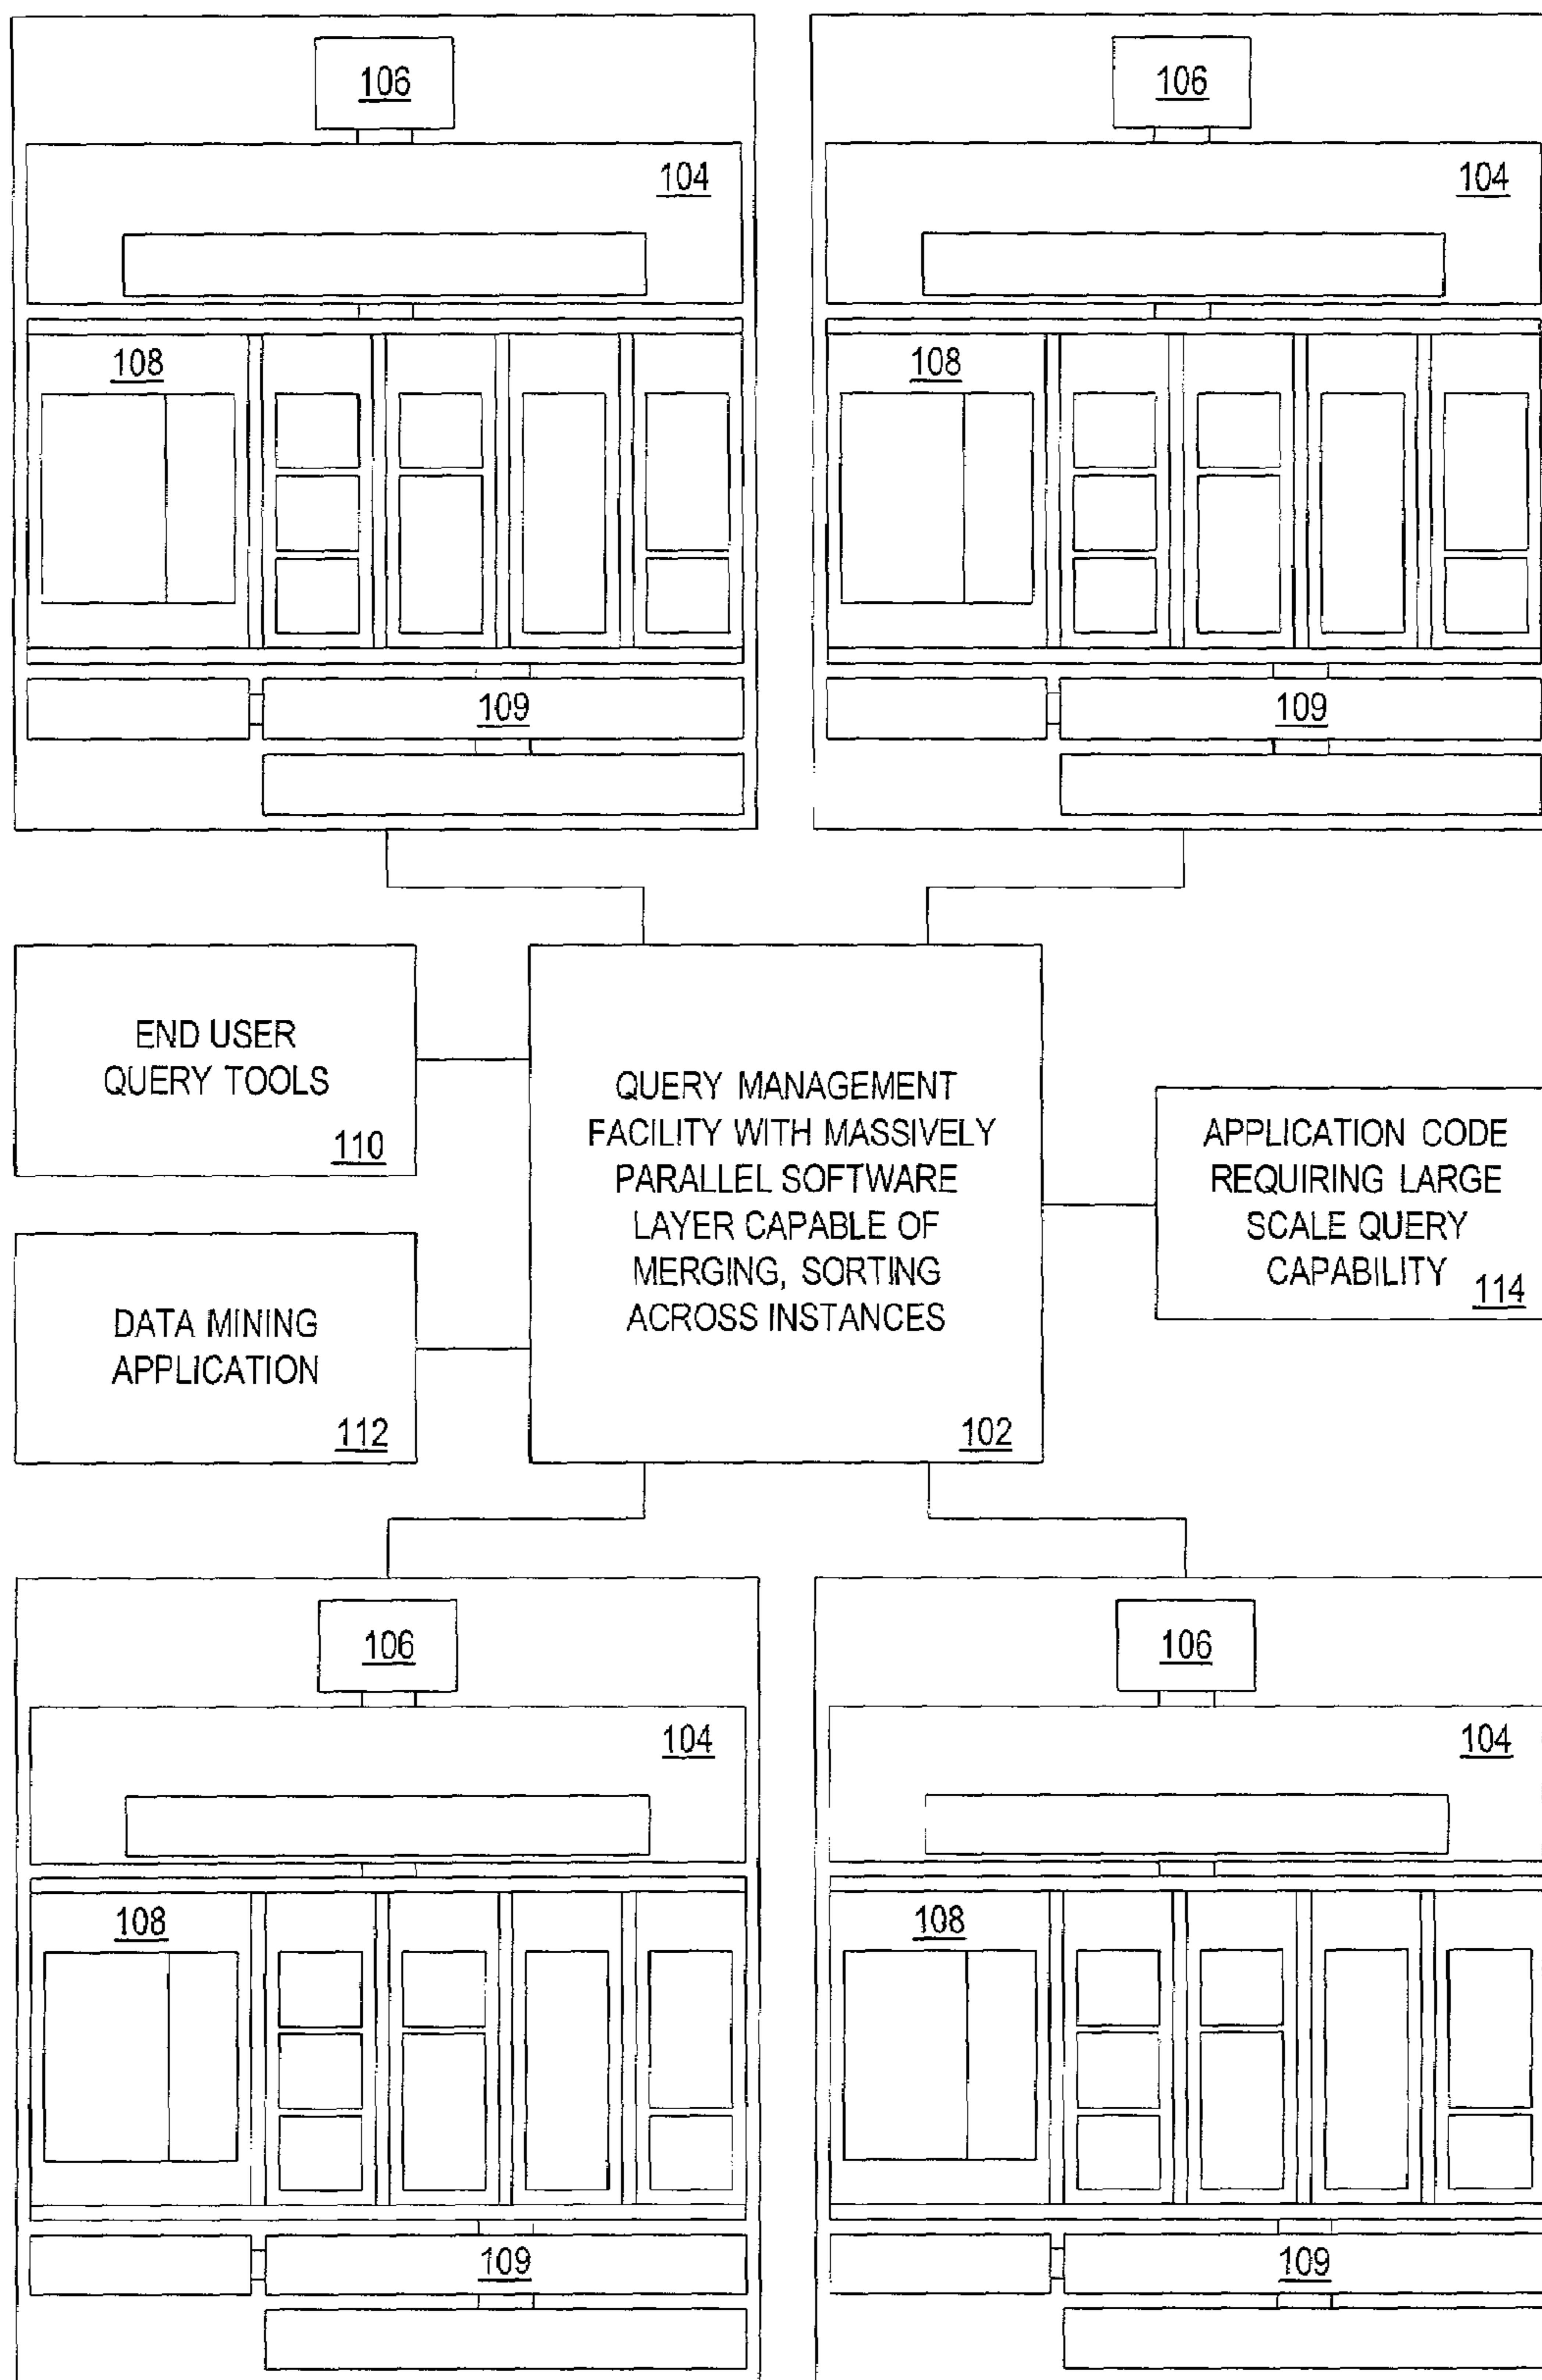 106
106
104
104
108
108
109
109
END USER
QUERY TOOLS
110
QUERY MANAGEMENT
FACILITY WITH MASSIVELY
PARALLEL SOFTWARE
LAYER CAPABLE OF
MERGING, SORTING
ACROSS INSTANCES
102
APPLICATION CODE
REQUIRING LARGE
SCALE QUERY
CAPABILITY
114
DATA MINING
APPLICATION
112
106
106
104
104
108
108
109
109